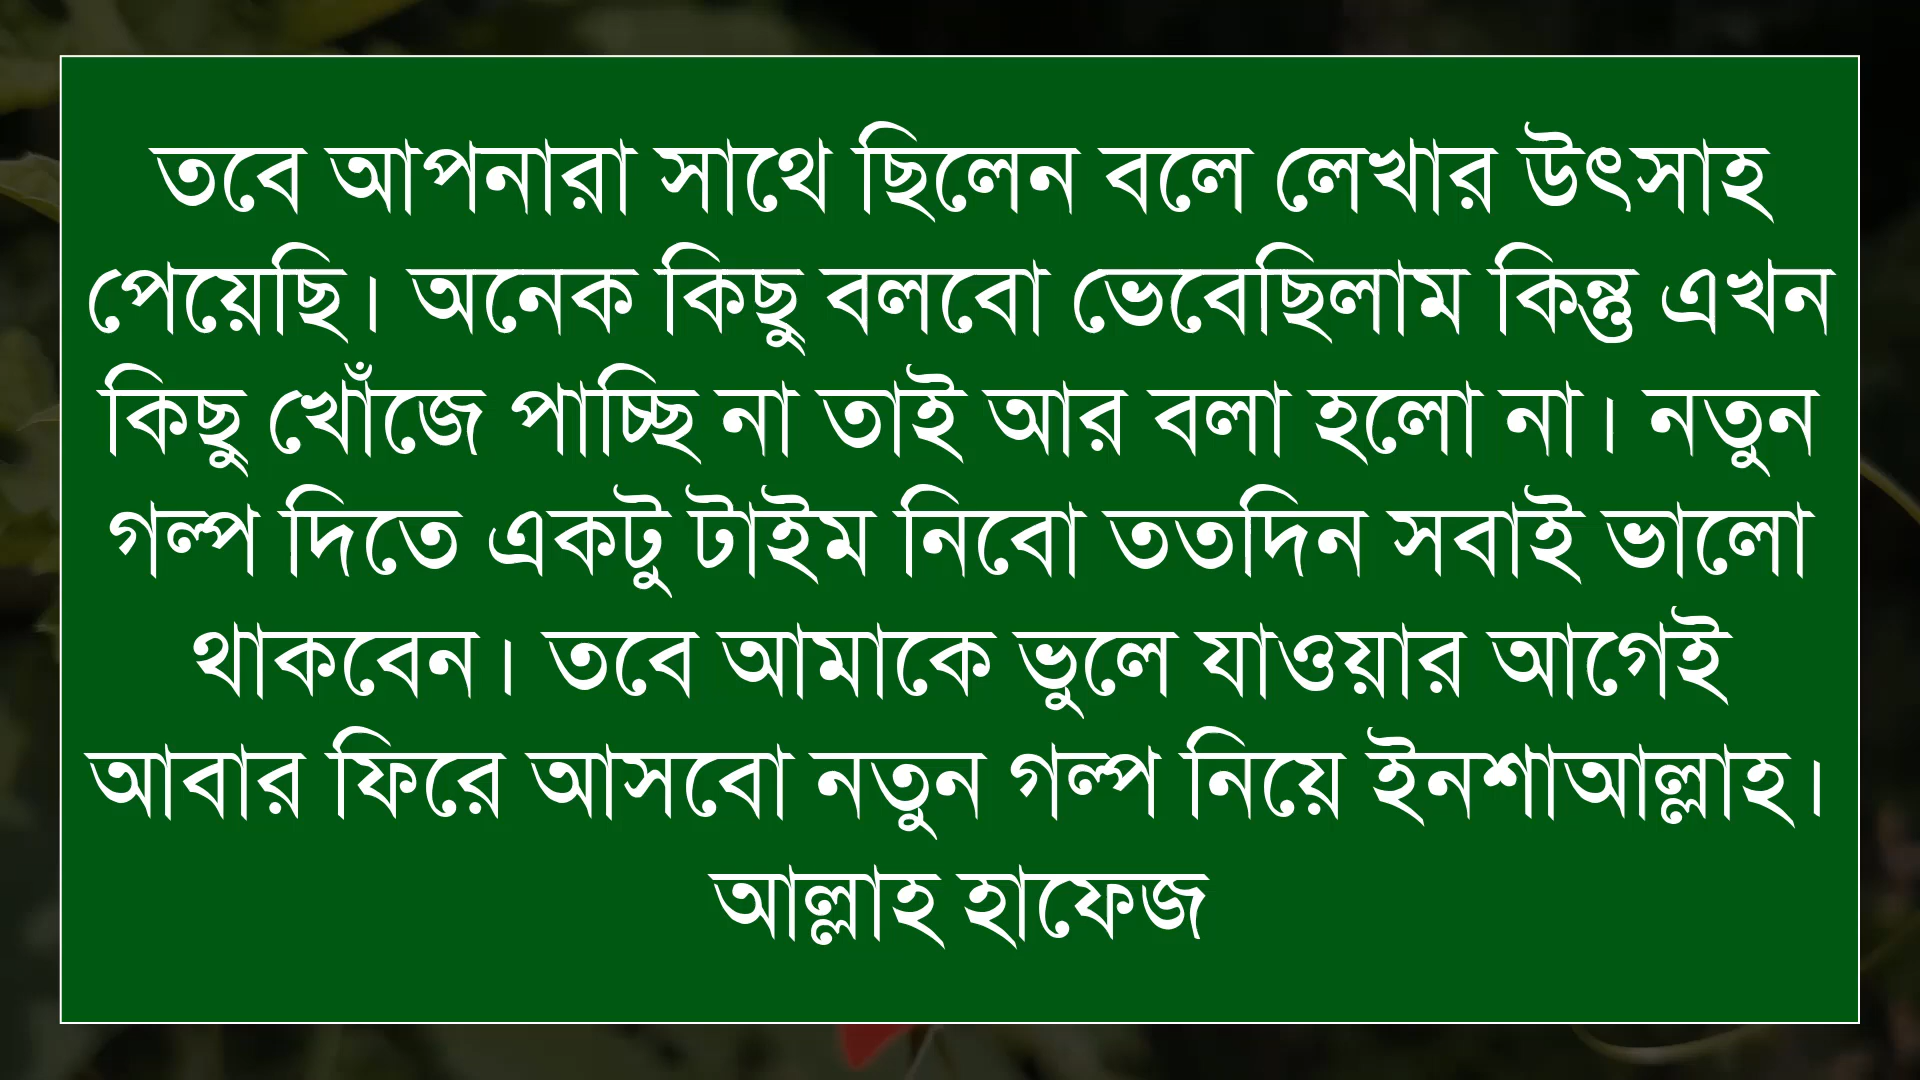 তবে আপনারা সাথে ছিলেন বলে লেখার উৎসাহ
পেয়েছি। অনেক কিছু বলবো ভেবেছিলাম কিন্তু এখন
কিছু খোঁজে পাচ্ছি না তাই আর বলা হলো না। নতুন
গল্প দিতে একটু টাইম নিবো ততদিন সবাই ভালো
থাকবেন। তবে আমাকে ভুলে যাওয়ার আগেই
আবার ফিরে আসবো নতুন গল্প নিয়ে ইনশাআল্লাহ।
আল্লাহ হাফেজ